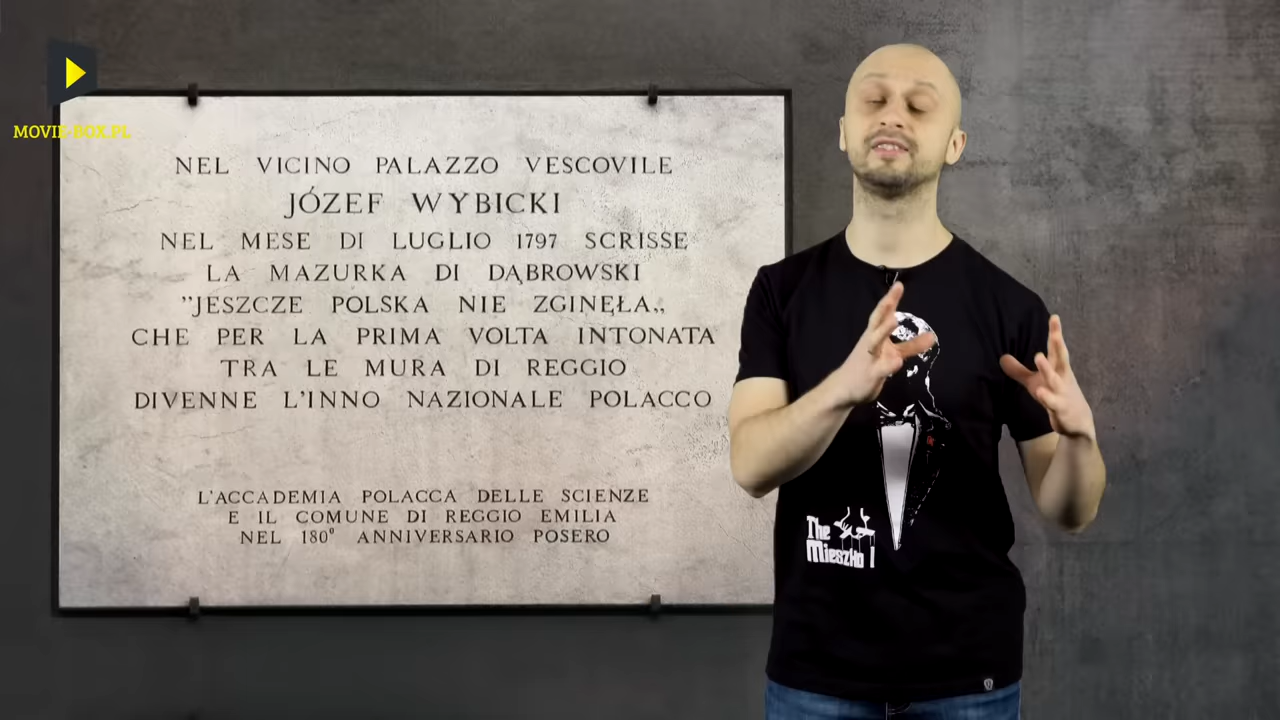 MOVIE-BOX.PL
NEL VICINO PALAZZO VESCOVILE
JÓZEF WYBICKI
NEL MESE DI LUGLIO 1797 SCRISSE
LA MAZURKA DI DĄBROWSKI
”JESZCZE POLSKA NIE ZGINĘŁA„
CHE PER LA PRIMA VOLTA INTONATA
TRA LE MURA DI REGGIO
DIVENNE L'INNO NAZIONALE POLACCO
L'ACCADEMIA POLACCA DELLE SCIENZE
E IL COMUNE DI REGGIO EMILIA
NEL 180° ANNIVERSARIO POSERO
The
Mieszko I